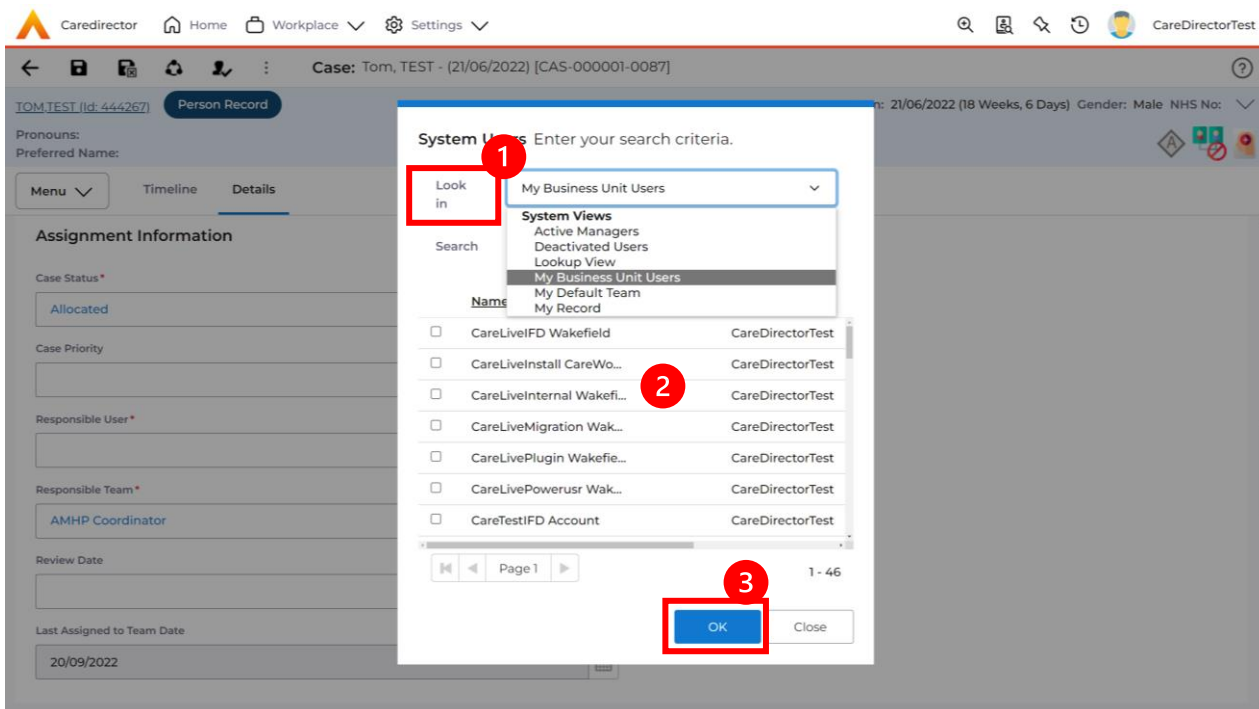 Caredirector Home Workplace Settings CareDirectorTest
Case: Tom, TEST - (21/06/2022) [CAS-000001-0087]
TOM,TEST (Id: 444267) Person Record n: 21/06/2022 (18 Weeks, 6 Days) Gender: Male NHS No:
Pronouns:
Preferred Name:
Menu Timeline Details
Assignment Information
Case Status*
Allocated
Case Priority
Responsible User*
Responsible Team*
AMHP Coordinator
Review Date
Last Assigned to Team Date
20/09/2022
System Users Enter your search criteria.
1
Look in
My Business Unit Users
System Views
Active Managers
Deactivated Users
Lookup View
My Business Unit Users
My Default Team
My Record
Search
Name
CareLiveIFD Wakefield CareDirectorTest
CareLiveInstall CareWo... CareDirectorTest
2
CareLiveInternal Wakefi... CareDirectorTest
CareLiveMigration Wak... CareDirectorTest
CareLivePlugin Wakefie... CareDirectorTest
CareLivePowerusr Wak... CareDirectorTest
CareTestIFD Account CareDirectorTest
Page 1 1 - 46
3
OK Close